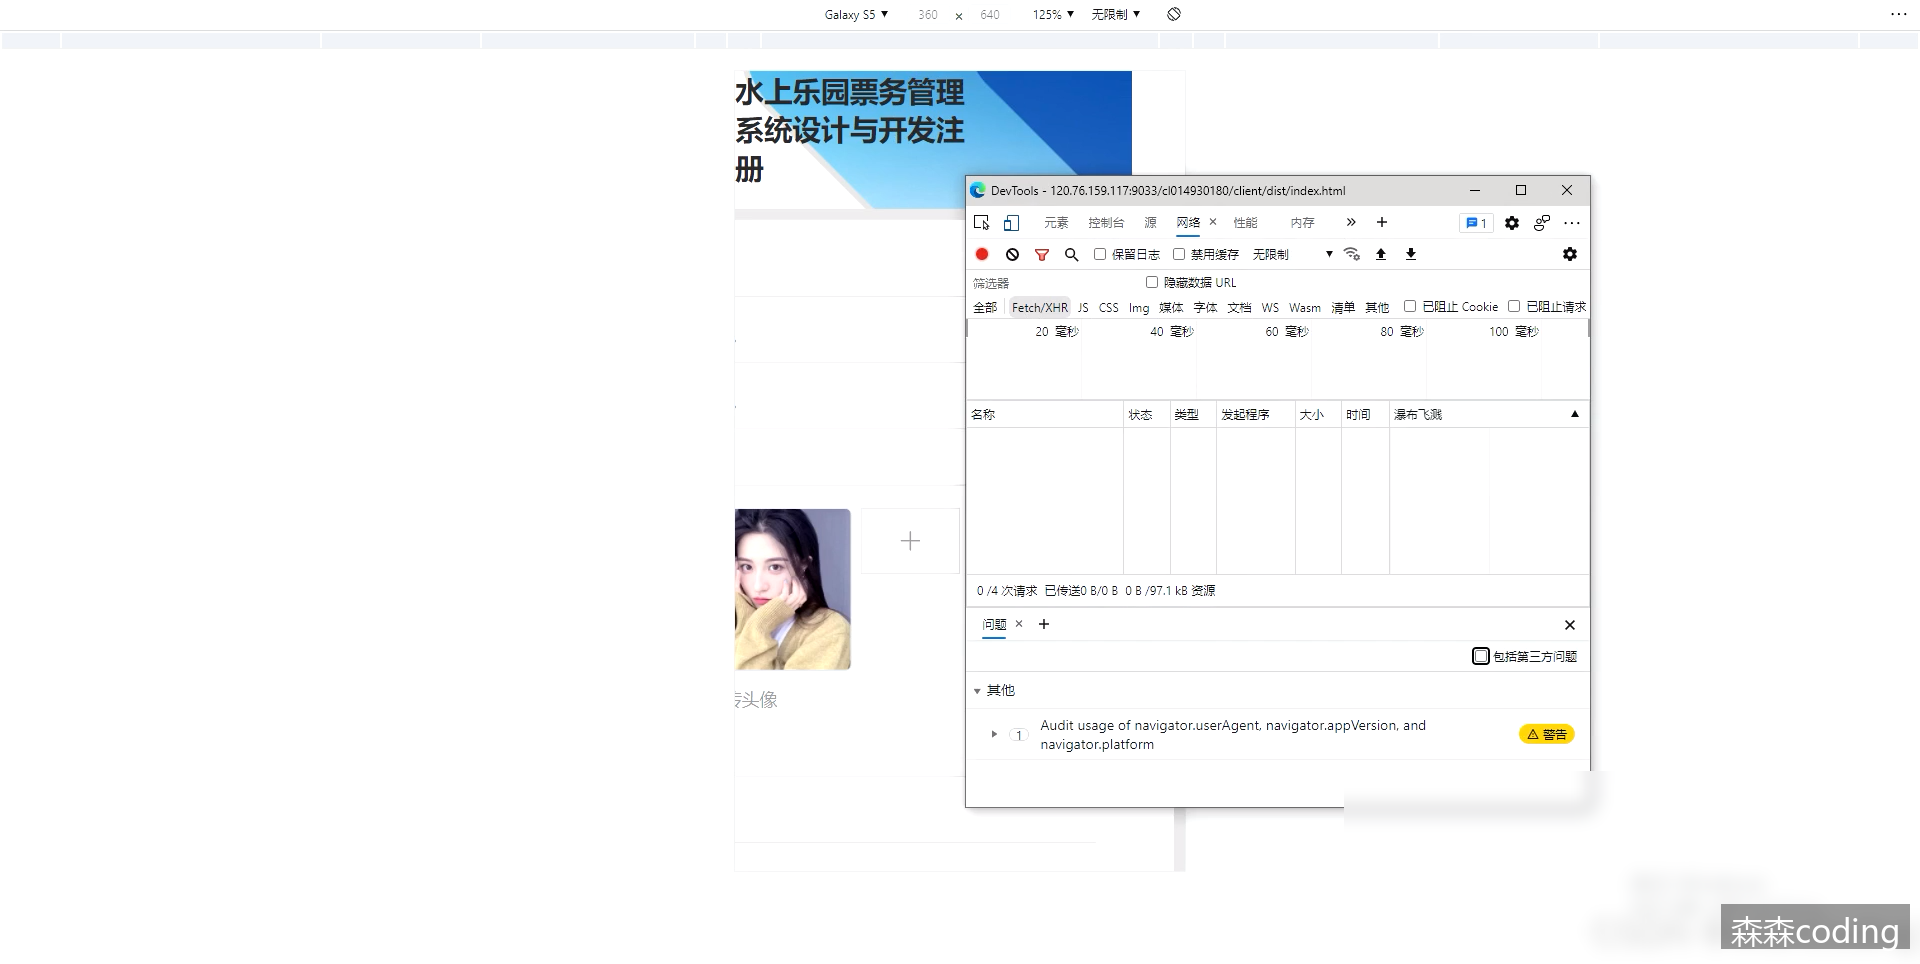 Galaxy S5 ▼ 360 × 640 125% ▼ 无限制 ▼
水上乐园票务管理
系统设计与开发注
册
DevTools - 120.76.159.117:9033/cl014930180/client/dist/index.html
元素 控制台 源 网络 × 性能 内存 » + 1
保留日志 禁用缓存 无限制 ▼
筛选器 隐藏数据 URL
全部 Fetch/XHR JS CSS Img 媒体 字体 文档 WS Wasm 清单 其他 已阻止 Cookie 已阻止请求
20 毫秒 40 毫秒 60 毫秒 80 毫秒 100 毫秒
名称 状态 类型 发起程序 大小 时间 瀑布飞溅 ▲
0 /4 次请求 已传送0 B/0 B 0 B /97.1 kB 资源
问题 × +
包括第三方问题
其他
1 Audit usage of navigator.userAgent, navigator.appVersion, and
navigator.platform
警告
头像
森森coding